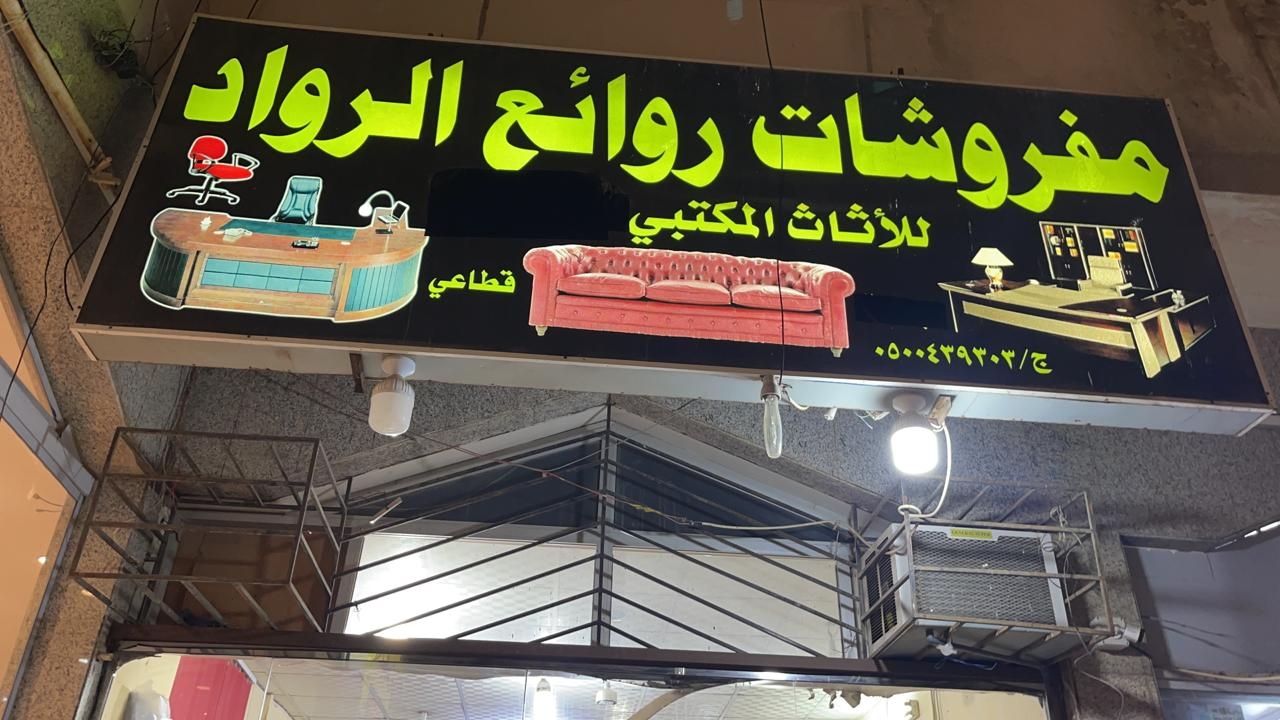 مفروشات روائع الرواد
للأثاث المكتبي
قطاعي
ج/٠٥٠٠٤٣٩٣٠٣